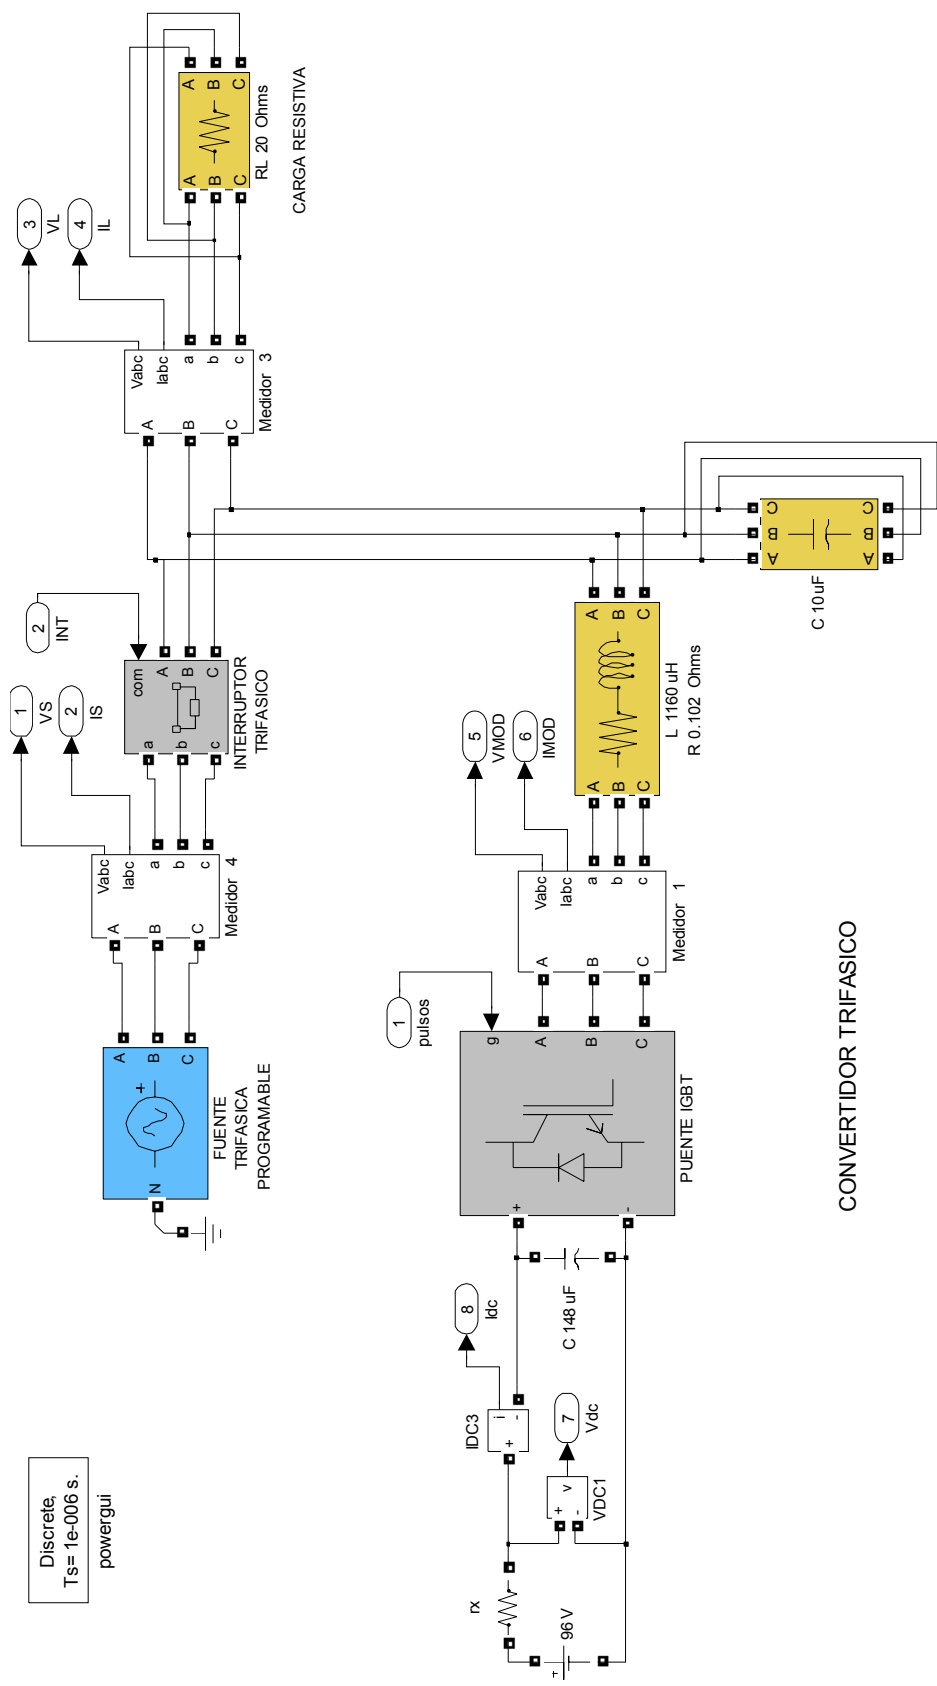 Discrete,
Ts= 1e-006 s.
powergui
N
A
B
C
+
FUENTE
TRIFASICA
PROGRAMABLE
A
B
C
Vabc
Iabc
a
b
c
Medidor 4
1
VS
2
IS
a
b
c
com
A
B
C
INTERRUPTOR
TRIFASICO
2
INT
A
B
C
Vabc
Iabc
a
b
c
Medidor 3
3
VL
4
IL
A
B
C
A
B
C
RL 20 Ohms
CARGA RESISTIVA
+
96 V
rx
+
-
v
VDC1
7
Vdc
+
i
-
IDC3
8
Idc
C 148 uF
+
-
g
A
B
C
PUENTE IGBT
1
pulsos
A
B
C
Vabc
Iabc
a
b
c
Medidor 1
5
VMOD
6
IMOD
A
B
C
A
B
C
L 1160 uH
R 0.102 Ohms
A
B
C
A
B
C
C 10 uF
CONVERTIDOR TRIFASICO